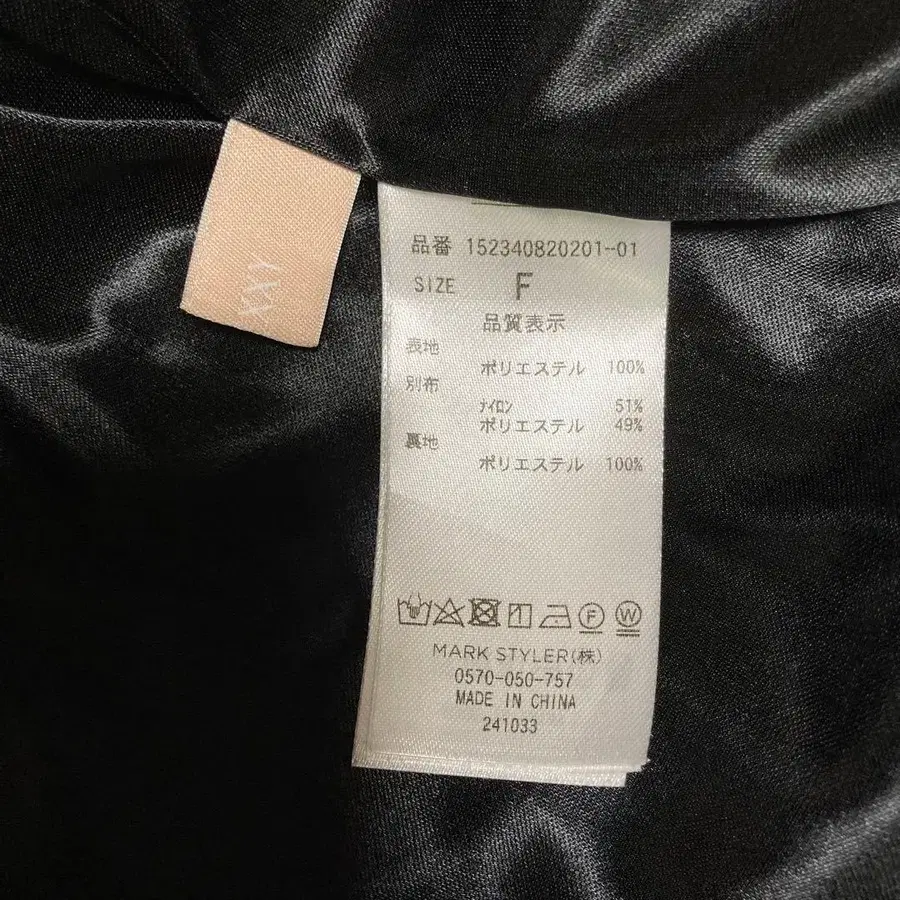 品番 152340820201-01
SIZE F
品質表示
表地
ポリエステル 100%
別布
ﾅｲﾛﾝ 51%
ポリエステル 49%
裏地
ポリエステル 100%
F W
MARK STYLER(株)
0570-050-757
MADE IN CHINA
241033